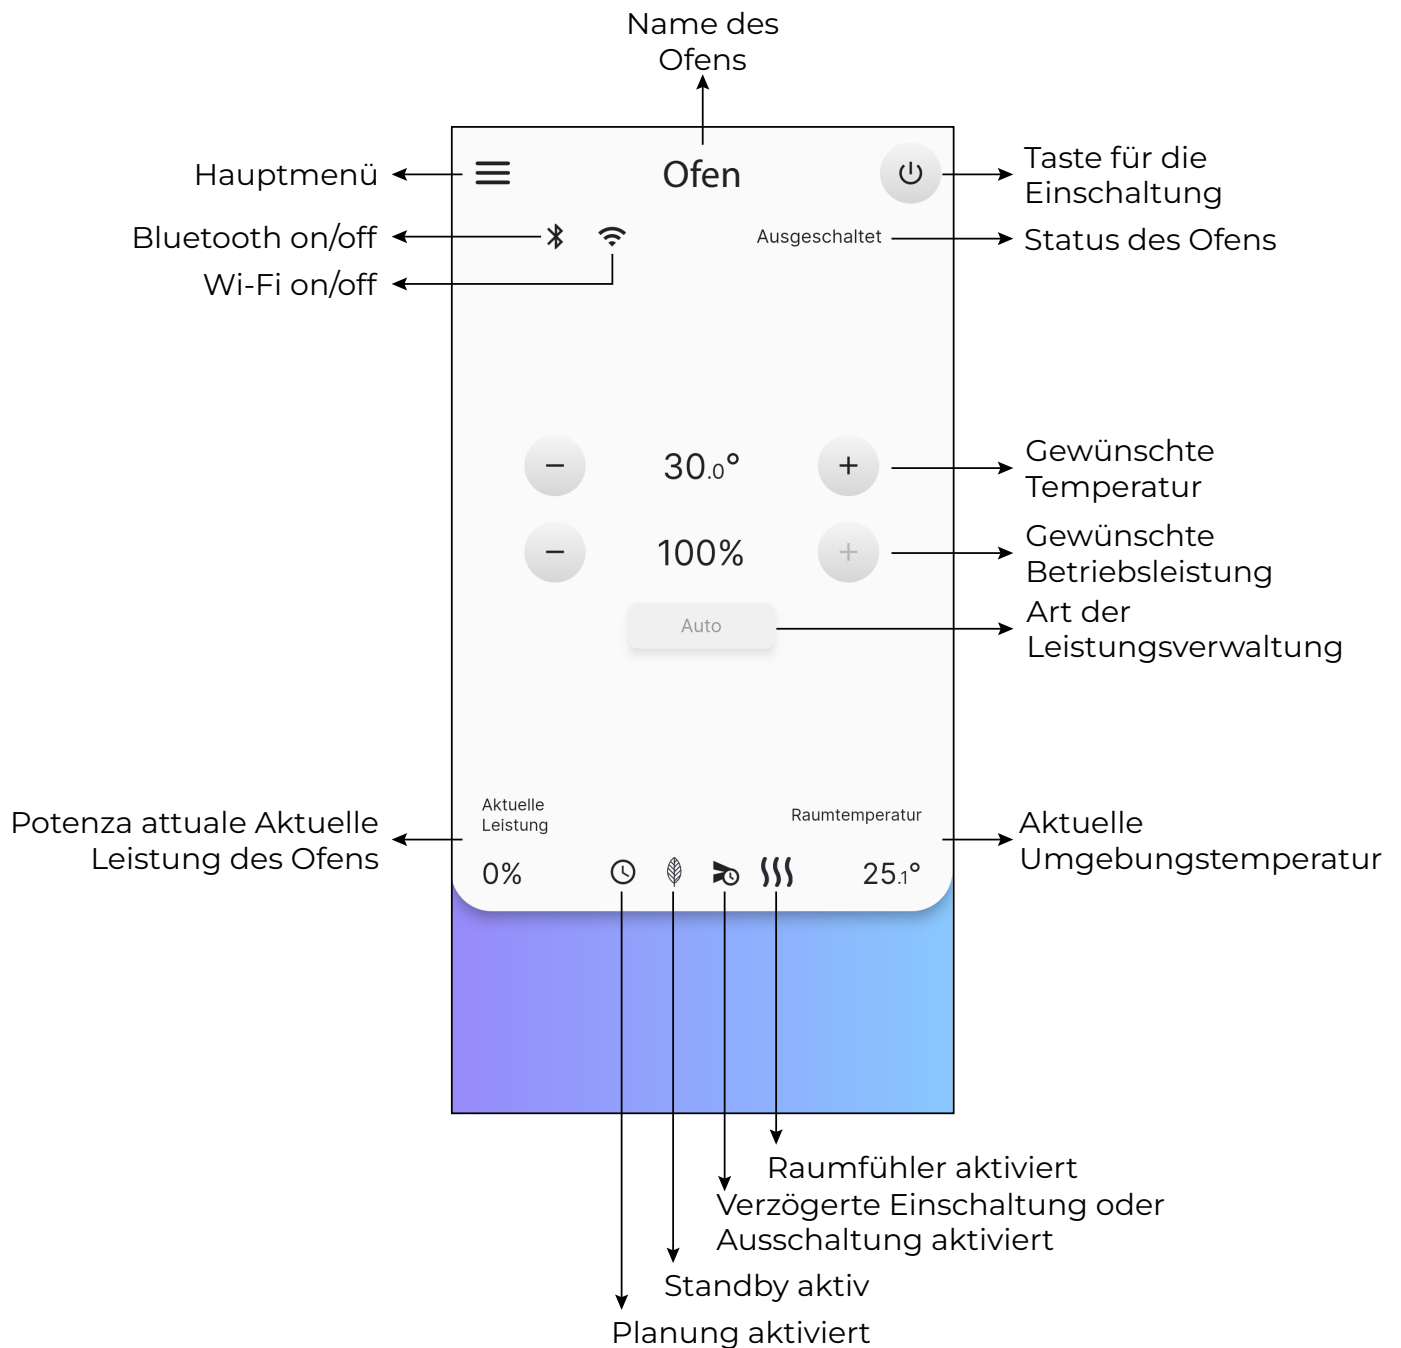 Name des
Ofens
Hauptmenü
Ofen
Taste für die
Einschaltung
Bluetooth on/off
Ausgeschaltet
Status des Ofens
Wi-Fi on/off
− 30.0° +
Gewünschte
Temperatur
− 100% +
Gewünschte
Betriebsleistung
Auto
Art der
Leistungsverwaltung
Potenza attuale Aktuelle
Leistung des Ofens
Aktuelle
Leistung
0%
Raumtemperatur
25.1°
Aktuelle
Umgebungstemperatur
Raumfühler aktiviert
Verzögerte Einschaltung oder
Ausschaltung aktiviert
Standby aktiv
Planung aktiviert